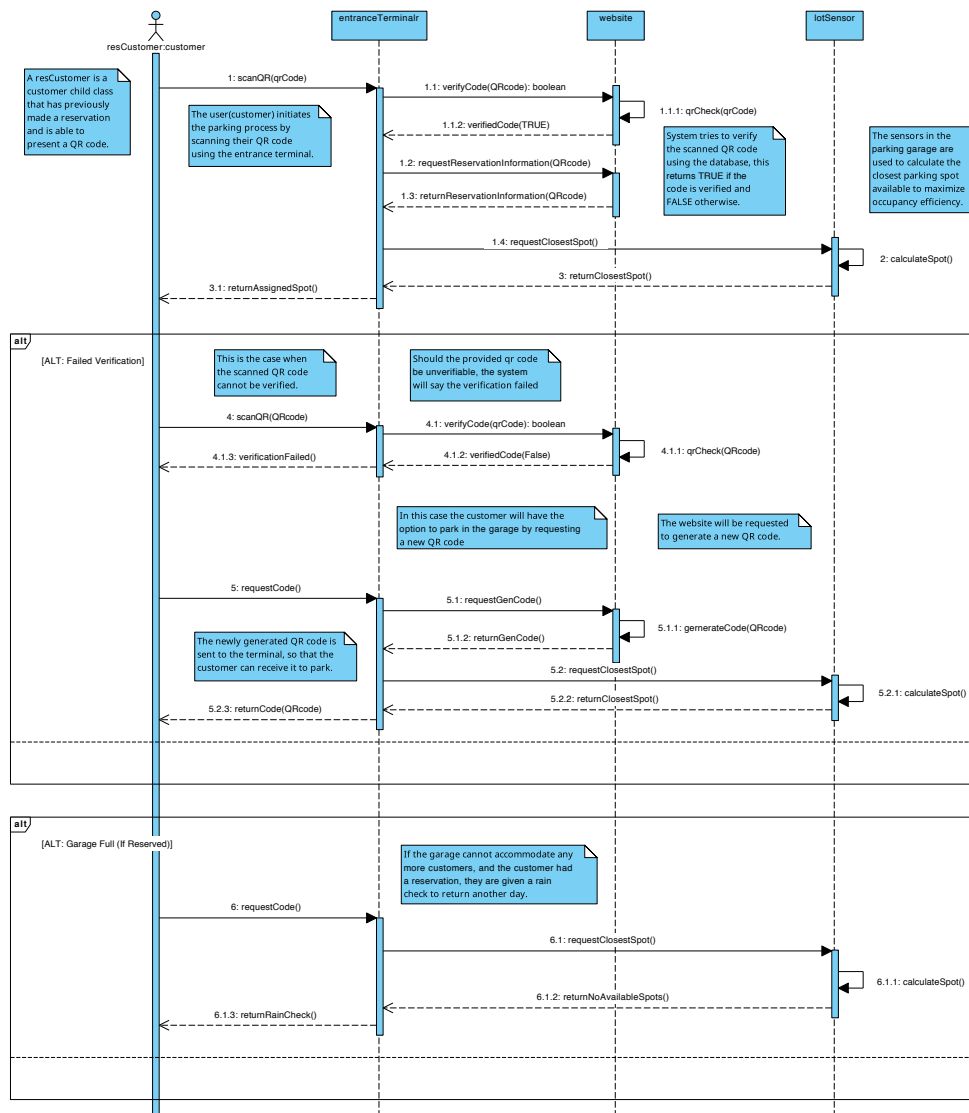 entranceTerminalr
website
lotSensor
resCustomer:customer
A resCustomer is a
customer child class
that has previously
made a reservation
and is able to
present a QR code.
1: scanQR(qrCode)
1.1: verifyCode(QRcode): boolean
1.1.1: qrCheck(qrCode)
The user(customer) initiates
the parking process by
scanning their QR code
using the entrance terminal.
1.1.2: verifiedCode(TRUE)
System tries to verify
the scanned QR code
using the database, this
returns TRUE if the
code is verified and
FALSE otherwise.
The sensors in the
parking garage are
used to calculate the
closest parking spot
available to maximize
occupancy efficiency.
1.2: requestReservationInformation(QRcode)
1.3: returnReservationInformation(QRcode)
1.4: requestClosestSpot()
2: calculateSpot()
3: returnClosestSpot()
3.1: returnAssignedSpot()
alt
[ALT: Failed Verification]
This is the case when
the scanned QR code
cannot be verified.
Should the provided qr code
be unverifiable, the system
will say the verification failed
4: scanQR(QRcode)
4.1: verifyCode(qrCode): boolean
4.1.1: qrCheck(QRcode)
4.1.2: verifiedCode(False)
4.1.3: verificationFailed()
In this case the customer will have the
option to park in the garage by requesting
a new QR code
The website will be requested
to generate a new QR code.
5: requestCode()
5.1: requestGenCode()
5.1.1: gernerateCode(QRcode)
The newly generated QR code is
sent to the terminal, so that the
customer can receive it to park.
5.1.2: returnGenCode()
5.2: requestClosestSpot()
5.2.1: calculateSpot()
5.2.2: returnClosestSpot()
5.2.3: returnCode(QRcode)
alt
[ALT: Garage Full (If Reserved)]
If the garage cannot accommodate any
more customers, and the customer had
a reservation, they are given a rain
check to return another day.
6: requestCode()
6.1: requestClosestSpot()
6.1.1: calculateSpot()
6.1.2: returnNoAvailableSpots()
6.1.3: returnRainCheck()